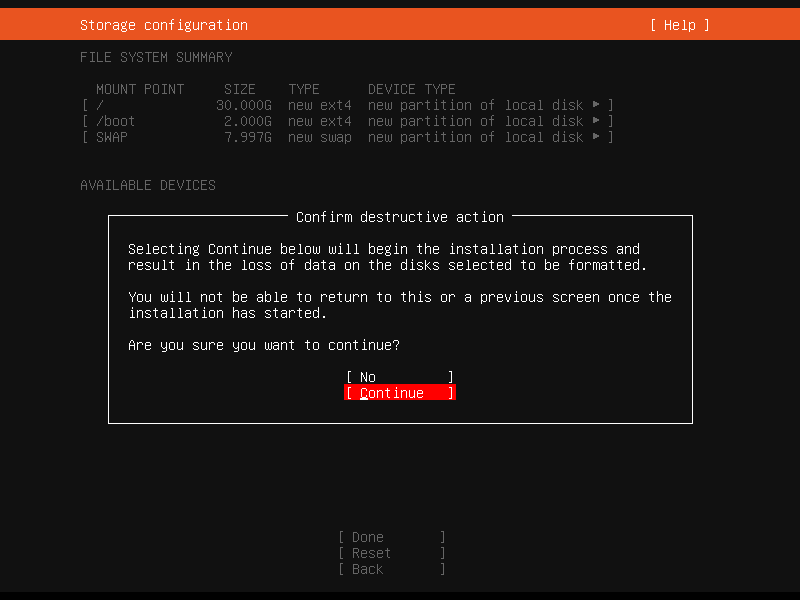 Storage configuration [ Help ]
FILE SYSTEM SUMMARY
MOUNT POINT SIZE TYPE DEVICE TYPE
[ / 30.000G new ext4 new partition of local disk ▸ ]
[ /boot 2.000G new ext4 new partition of local disk ▸ ]
[ SWAP 7.997G new swap new partition of local disk ▸ ]
AVAILABLE DEVICES
Confirm destructive action
Selecting Continue below will begin the installation process and
result in the loss of data on the disks selected to be formatted.
You will not be able to return to this or a previous screen once the
installation has started.
Are you sure you want to continue?
[ No ]
[ Continue ]
[ Done ]
[ Reset ]
[ Back ]